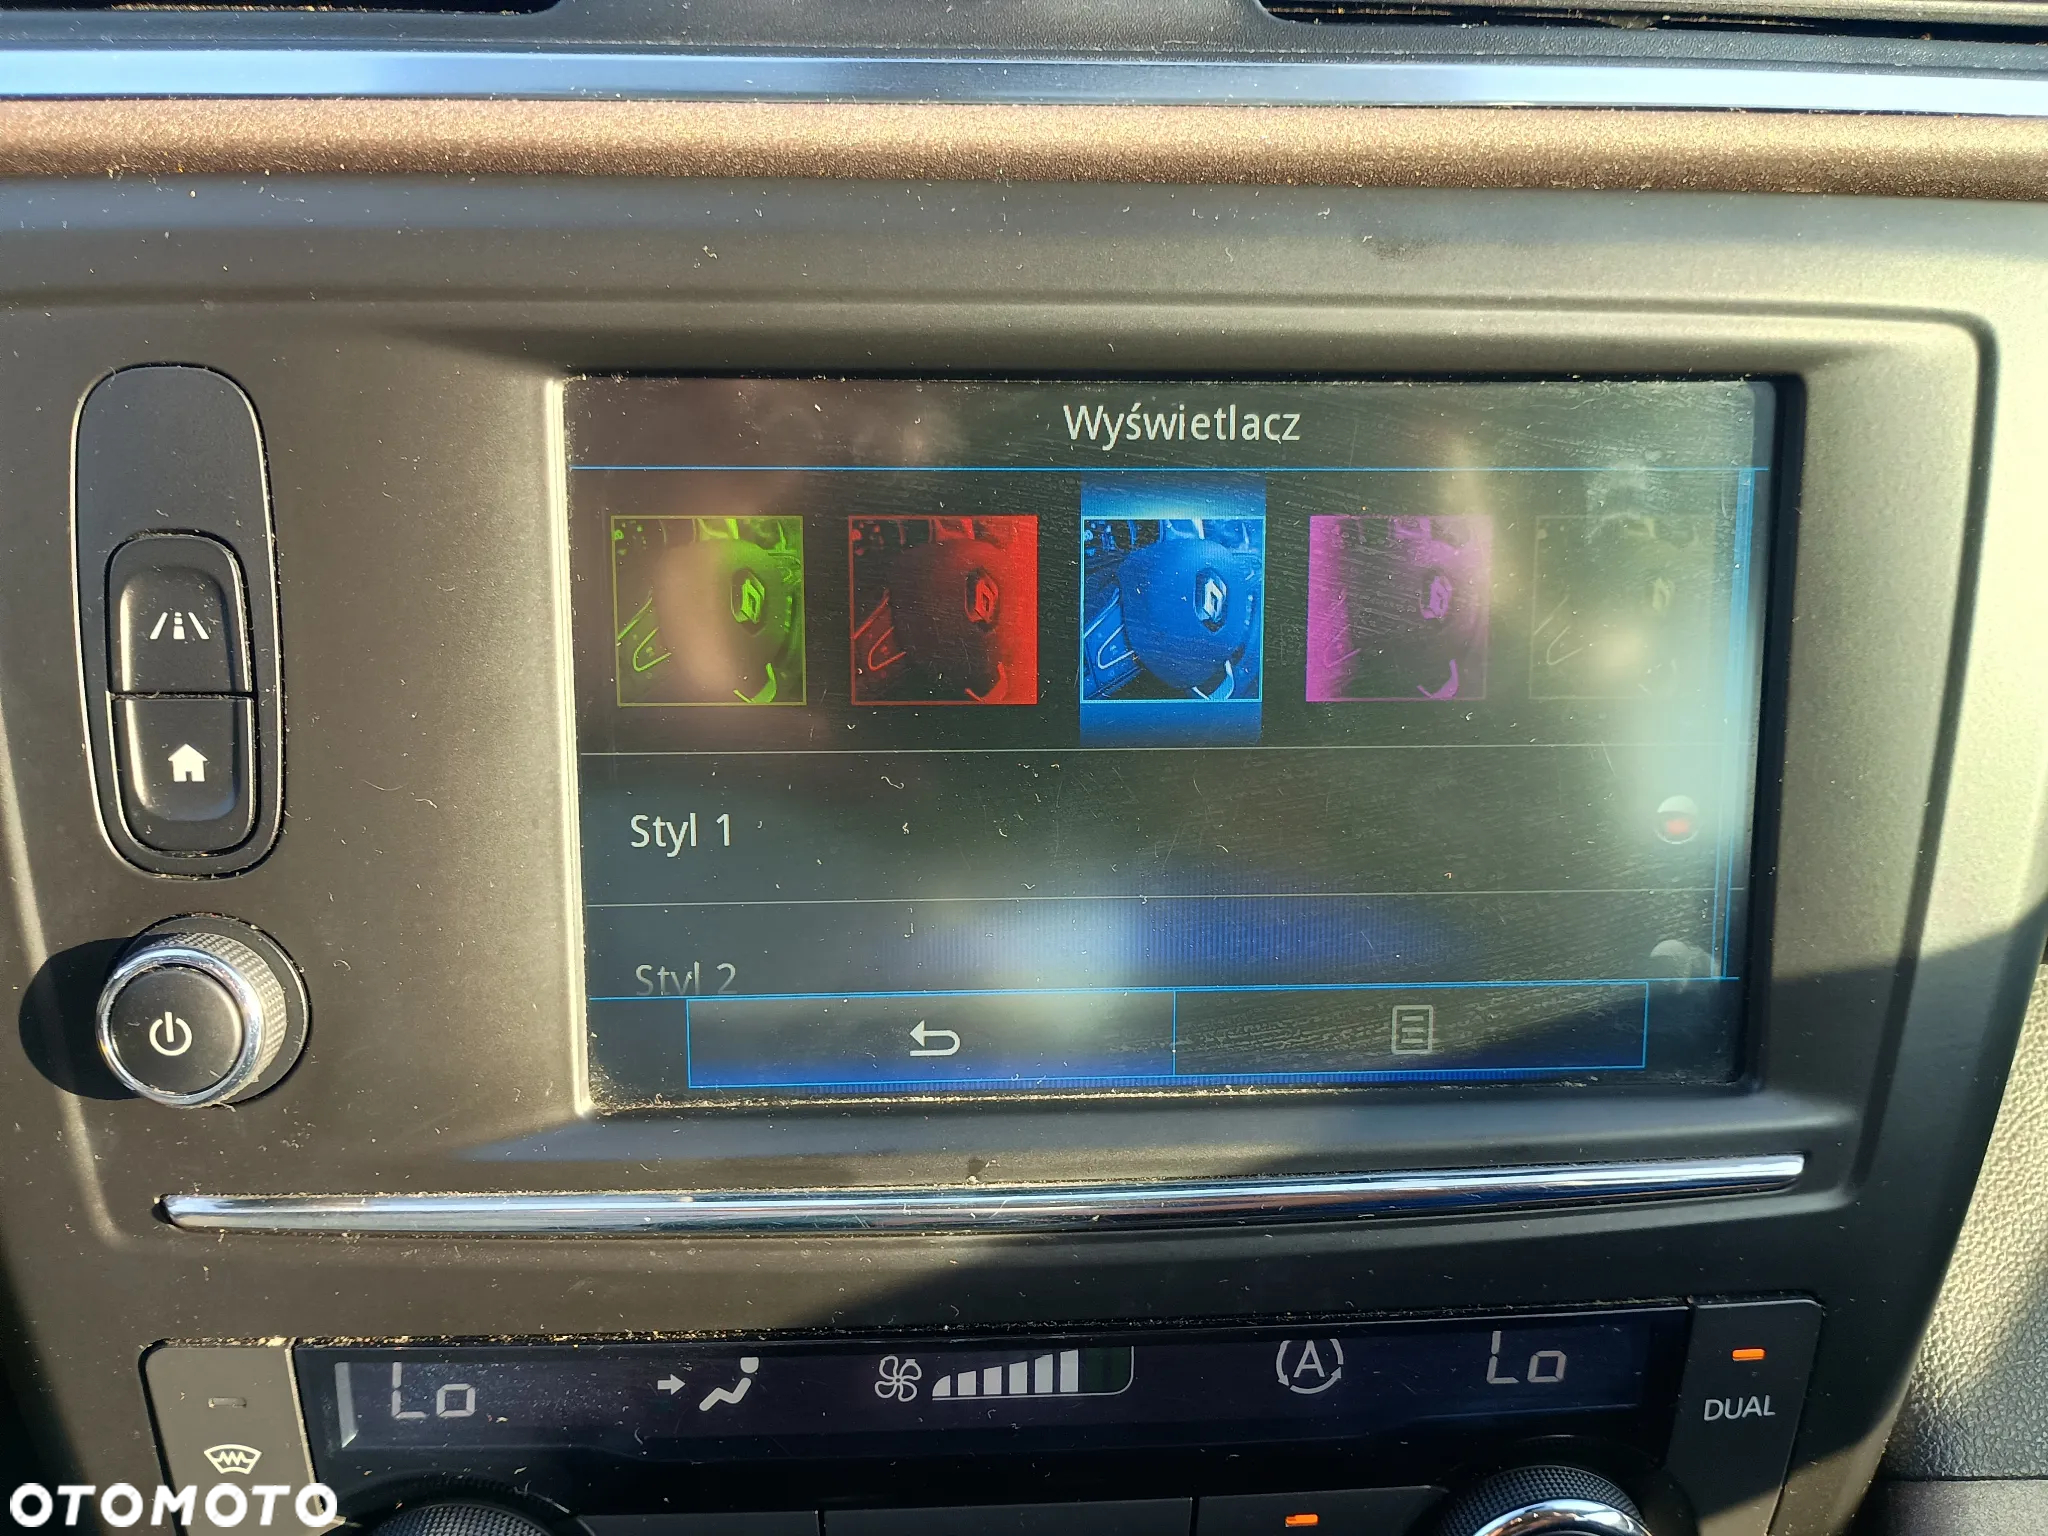 Wyświetlacz
Styl 1
Styl 2
Lo
A
Lo
DUAL
OTOMOTO